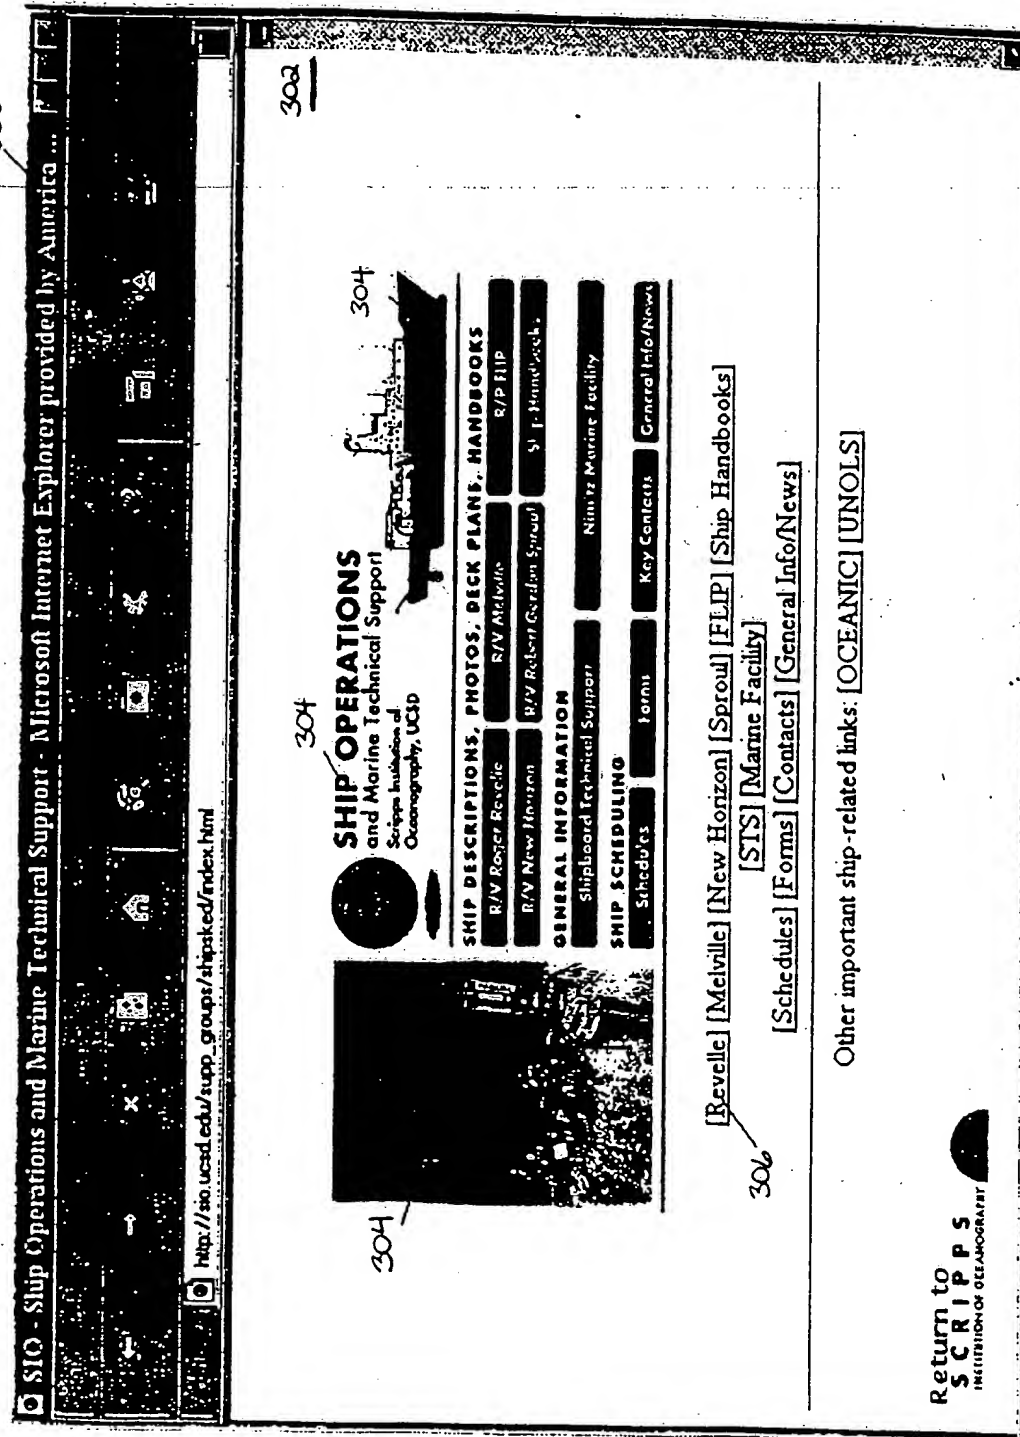 SIO - Ship Operations and Marine Technical Support - Microsoft Internet Explorer provided by America ...
http://sio.ucsd.edu/supp_groups/shipsked/index.html
302
304
SHIP OPERATIONS
and Marine Technical Support
Scripps Institution of
Oceanography, UCSD
304
304
SHIP DESCRIPTIONS, PHOTOS, DECK PLANS, HANDBOOKS
R/V Roger Revelle R/V Melville R/P FLIP
R/V New Horizon R/V Robert Gordon Sproul Ship Handbooks
GENERAL INFORMATION
Shipboard Technical Support Nimitz Marine Facility
SHIP SCHEDULING
Schedules Forms Key Contacts General Info/News
[Revelle] [Melville] [New Horizon] [Sproul] [FLIP] [Ship Handbooks]
[STS] [Marine Facility]
[Schedules] [Forms] [Contacts] [General Info/News]
306
Other important ship-related links: [OCEANIC] [UNOLS]
Return to
SCRIPPS
INSTITUTION OF OCEANOGRAPHY